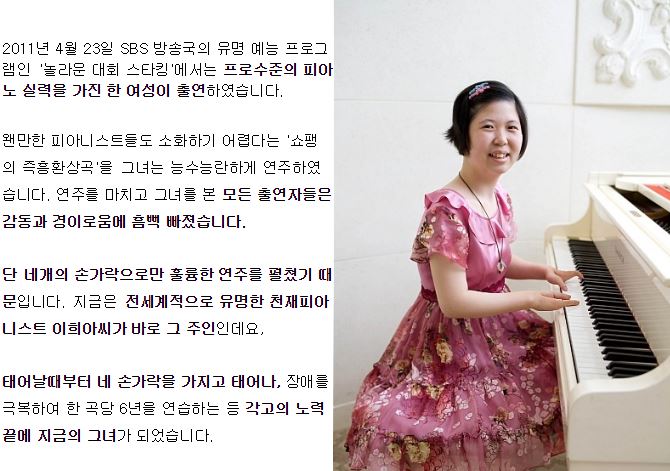 2011년 4월 23일 SBS 방송국의 유명 예능 프로그
램인 '놀라운 대회 스타킹'에서는 프로수준의 피아
노 실력을 가진 한 여성이 출연하였습니다.
왠만한 피아니스트들도 소화하기 어렵다는 '쇼팽
의 즉흥환상곡'을 그녀는 능수능란하게 연주하였
습니다. 연주를 마치고 그녀를 본 모든 출연자들은
감동과 경이로움에 흠뻑 빠졌습니다.
단 네개의 손가락으로만 훌륭한 연주를 펼쳤기 때
문입니다. 지금은 전세계적으로 유명한 천재피아
니스트 이희아씨가 바로 그 주인인데요,
태어날때부터 네 손가락을 가지고 태어나, 장애를
극복하여 한 곡당 6년을 연습하는 등 각고의 노력
끝에 지금의 그녀가 되었습니다.